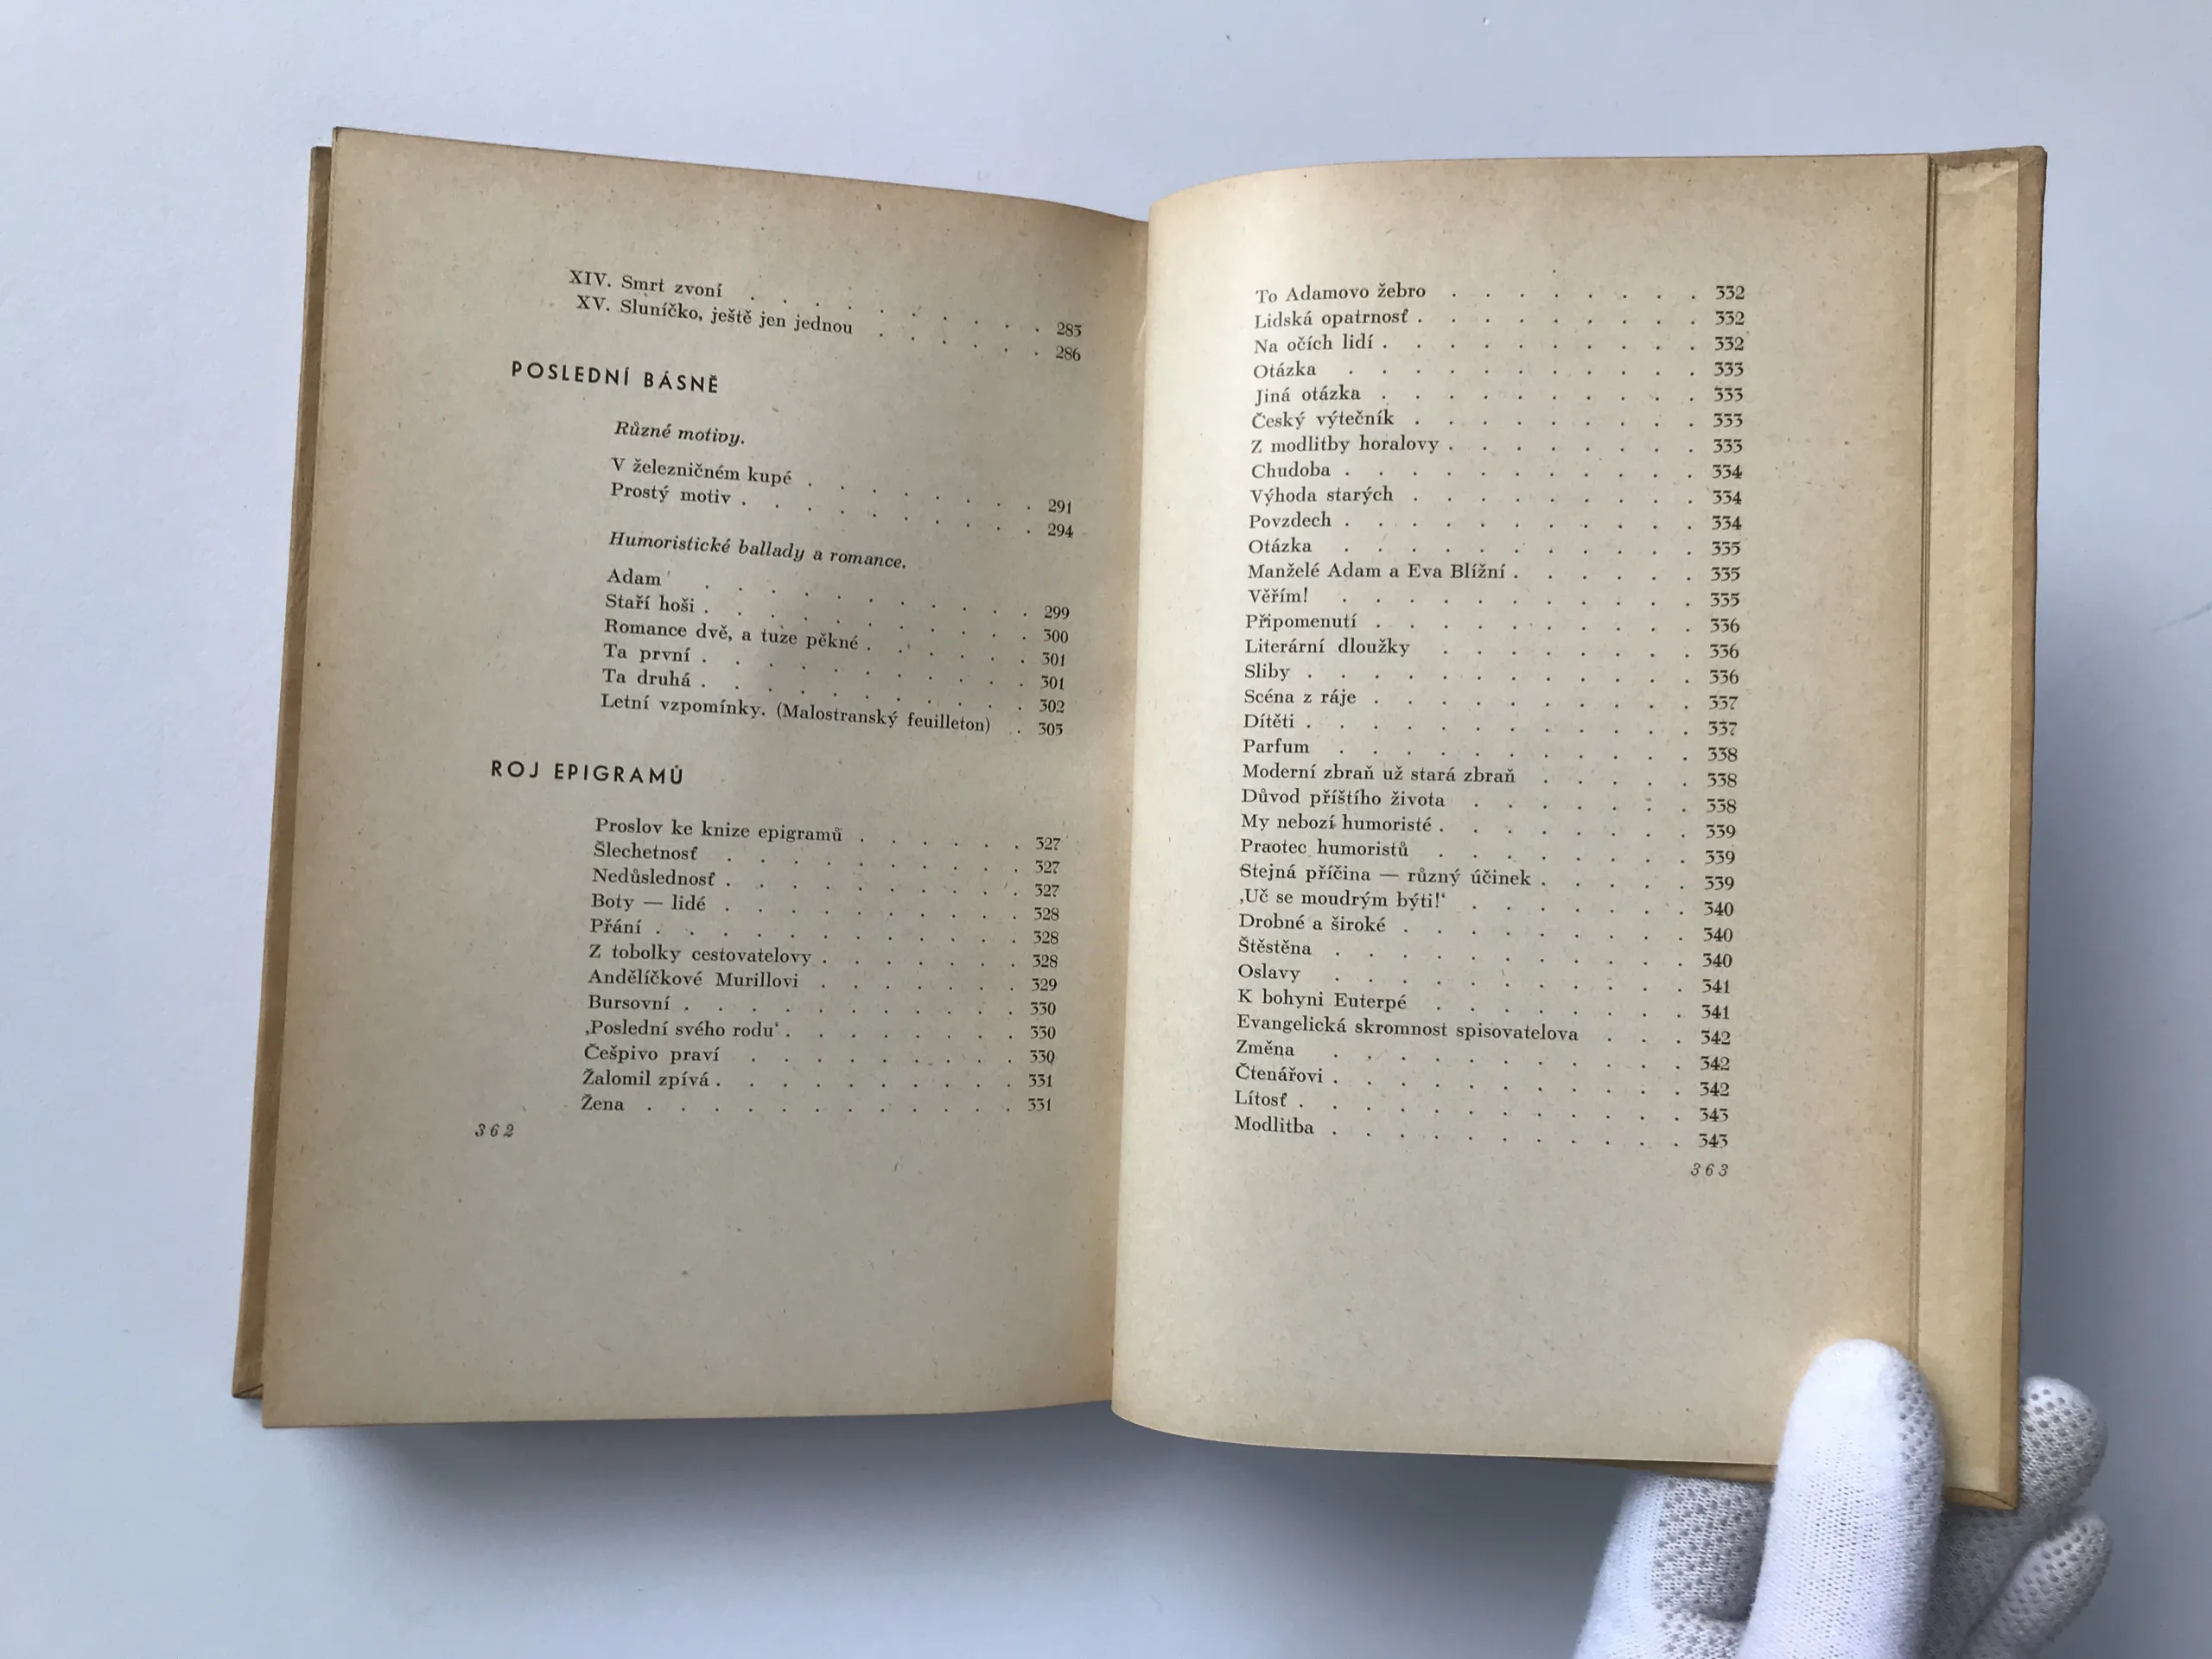 XIV. Smrt zvoní . . . . . . . . . 283
XV. Sluníčko, ještě jen jednou . . . . . . 286
POSLEDNÍ BÁSNĚ
Různé motivy.
V železničném kupé . . . . . . . . 291
Prostý motiv . . . . . . . . . . 294
Humoristické ballady a romance.
Adam . . . . . . . . . . . 299
Staří hoši . . . . . . . . . . . 300
Romance dvě, a tuze pěkné . . . . . . 301
Ta první . . . . . . . . . . . 301
Ta druhá . . . . . . . . . . . 302
Letní vzpomínky. (Malostranský feuilleton) . 303
ROJ EPIGRAMŮ
Proslov ke knize epigramů . . . . . . 327
Šlechetnosť . . . . . . . . . . 327
Nedůslednosť . . . . . . . . . . 327
Boty — lidé . . . . . . . . . . 328
Přání . . . . . . . . . . . . 328
Z tobolky cestovatelovy . . . . . . . 328
Andělíčkové Murillovi . . . . . . . 329
Bursovní . . . . . . . . . . . 330
‚Poslední svého rodu‘ . . . . . . . . 330
Češpivo praví . . . . . . . . . 330
Žalomil zpívá . . . . . . . . . . 331
Žena . . . . . . . . . . . . 331
362
To Adamovo žebro . . . . . . . . 332
Lidská opatrnosť . . . . . . . . . 332
Na očích lidí . . . . . . . . . . 332
Otázka . . . . . . . . . . . 333
Jiná otázka . . . . . . . . . . 333
Český výtečník . . . . . . . . . 333
Z modlitby horalovy . . . . . . . . 333
Chudoba . . . . . . . . . . . 334
Výhoda starých . . . . . . . . . 334
Povzdech . . . . . . . . . . . 334
Otázka . . . . . . . . . . . 335
Manželé Adam a Eva Blížní . . . . . . 335
Věřím! . . . . . . . . . . . 335
Připomenutí . . . . . . . . . . 336
Literární dloužky . . . . . . . . 336
Sliby . . . . . . . . . . . . 336
Scéna z ráje . . . . . . . . . . 337
Dítěti . . . . . . . . . . . . 337
Parfum . . . . . . . . . . . 338
Moderní zbraň už stará zbraň . . . . . 338
Důvod příštího života . . . . . . . 338
My nebozí humoristé . . . . . . . . 339
Praotec humoristů . . . . . . . . 339
Stejná příčina — různý účinek . . . . . 339
‚Uč se moudrým býti!‘ . . . . . . . 340
Drobné a široké . . . . . . . . . 340
Štěstěna . . . . . . . . . . . 340
Oslavy . . . . . . . . . . . 341
K bohyni Euterpé . . . . . . . . 341
Evangelická skromnost spisovatelova . . . 342
Změna . . . . . . . . . . . 342
Čtenářovi . . . . . . . . . . . 342
Lítosť . . . . . . . . . . . . 343
Modlitba . . . . . . . . . . . 343
363